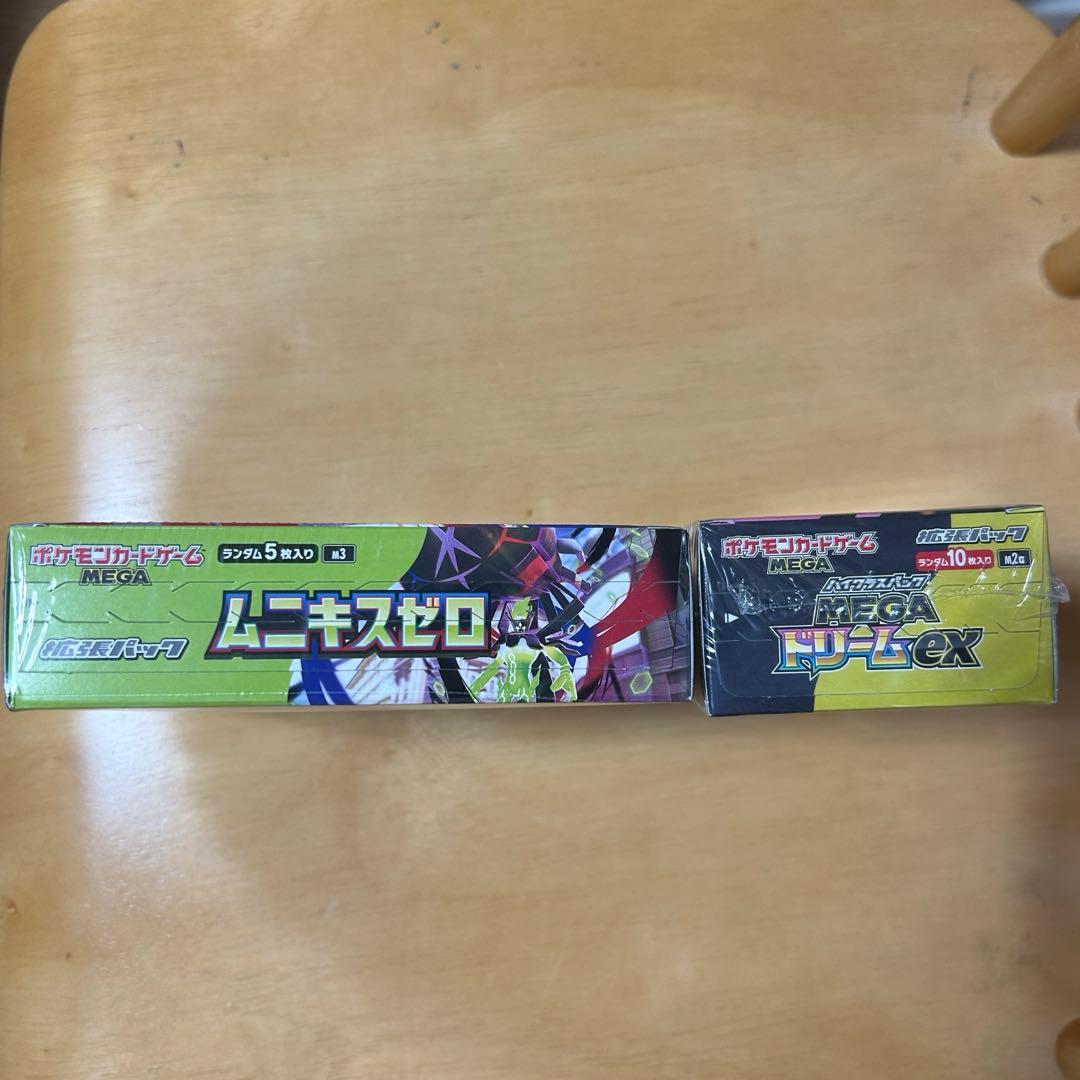 ポケモンカードゲーム
MEGA
ランダム5枚入り
M3
ムニキスゼロ
拡張パック
ポケモンカードゲーム
MEGA
拡張パック
ランダム10枚入り
M2a
ハイクラスパック
MEGA
ドリームex